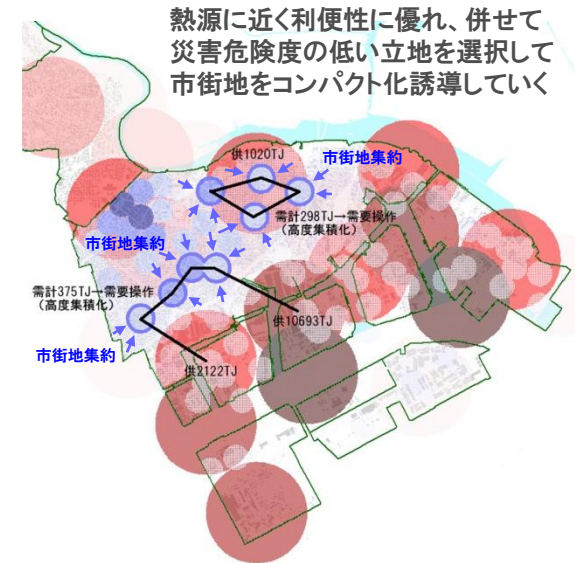 熱源に近く利便性に優れ、併せて
災害危険度の低い立地を選択して
市街地をコンパクト化誘導していく
供1020TJ
市街地集約
需計298TJ→需要操作
(高度集積化)
市街地集約
需計375TJ→需要操作
(高度集積化)
供10693TJ
市街地集約
供2122TJ